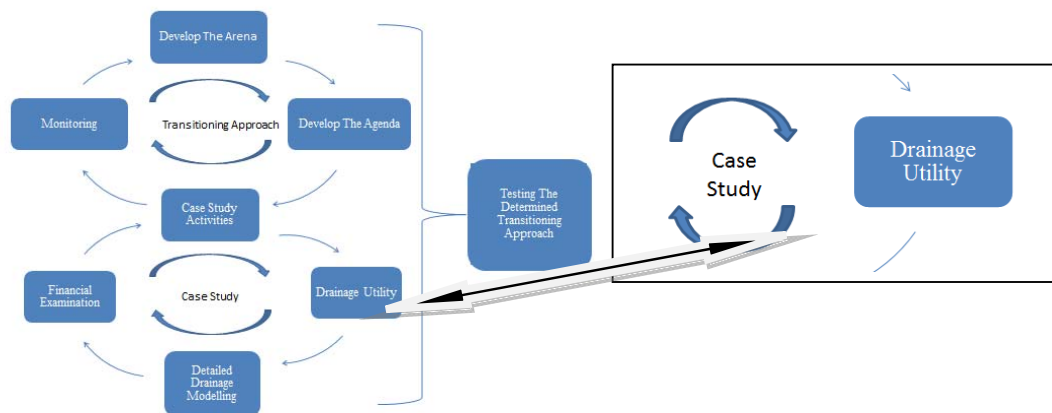 Develop The Arena
Monitoring
Transitioning Approach
Develop The Agenda
Case Study
Activities
Financial
Examination
Case Study
Drainage Utility
Detailed
Drainage
Modelling
Testing The
Determined
Transitioning
Approach
Case
Study
Drainage
Utility